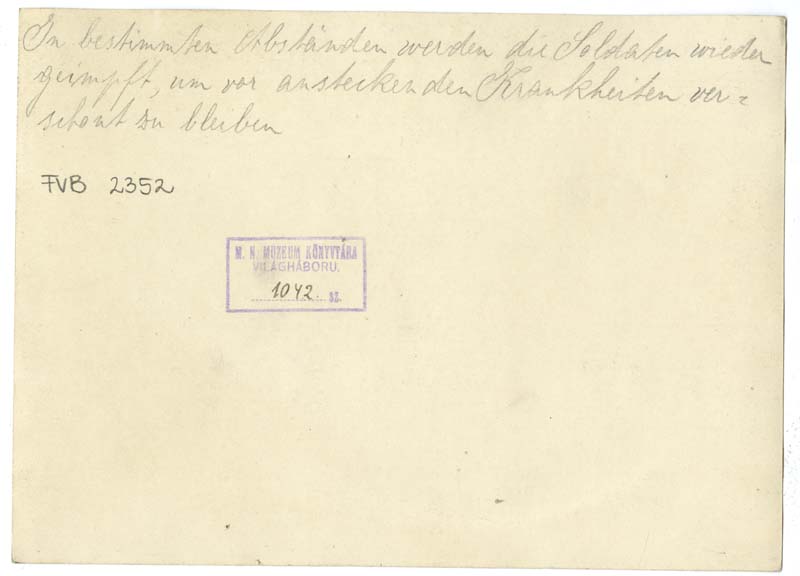 In bestimmten Abständen werden die Soldaten wieder
geimpft, um vor ansteckenden Krankheiten ver=
schont zu bleiben
FVB 2352
M. N. MÚZEUM KÖNYVTÁRA
VILÁGHÁBORU.
1042. sz.